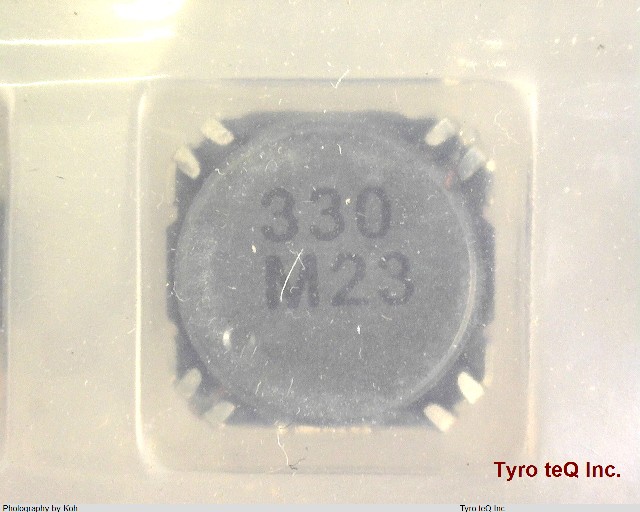 330
M23
Tyro teQ Inc.
Photography by Koh
Tyro teQ Inc